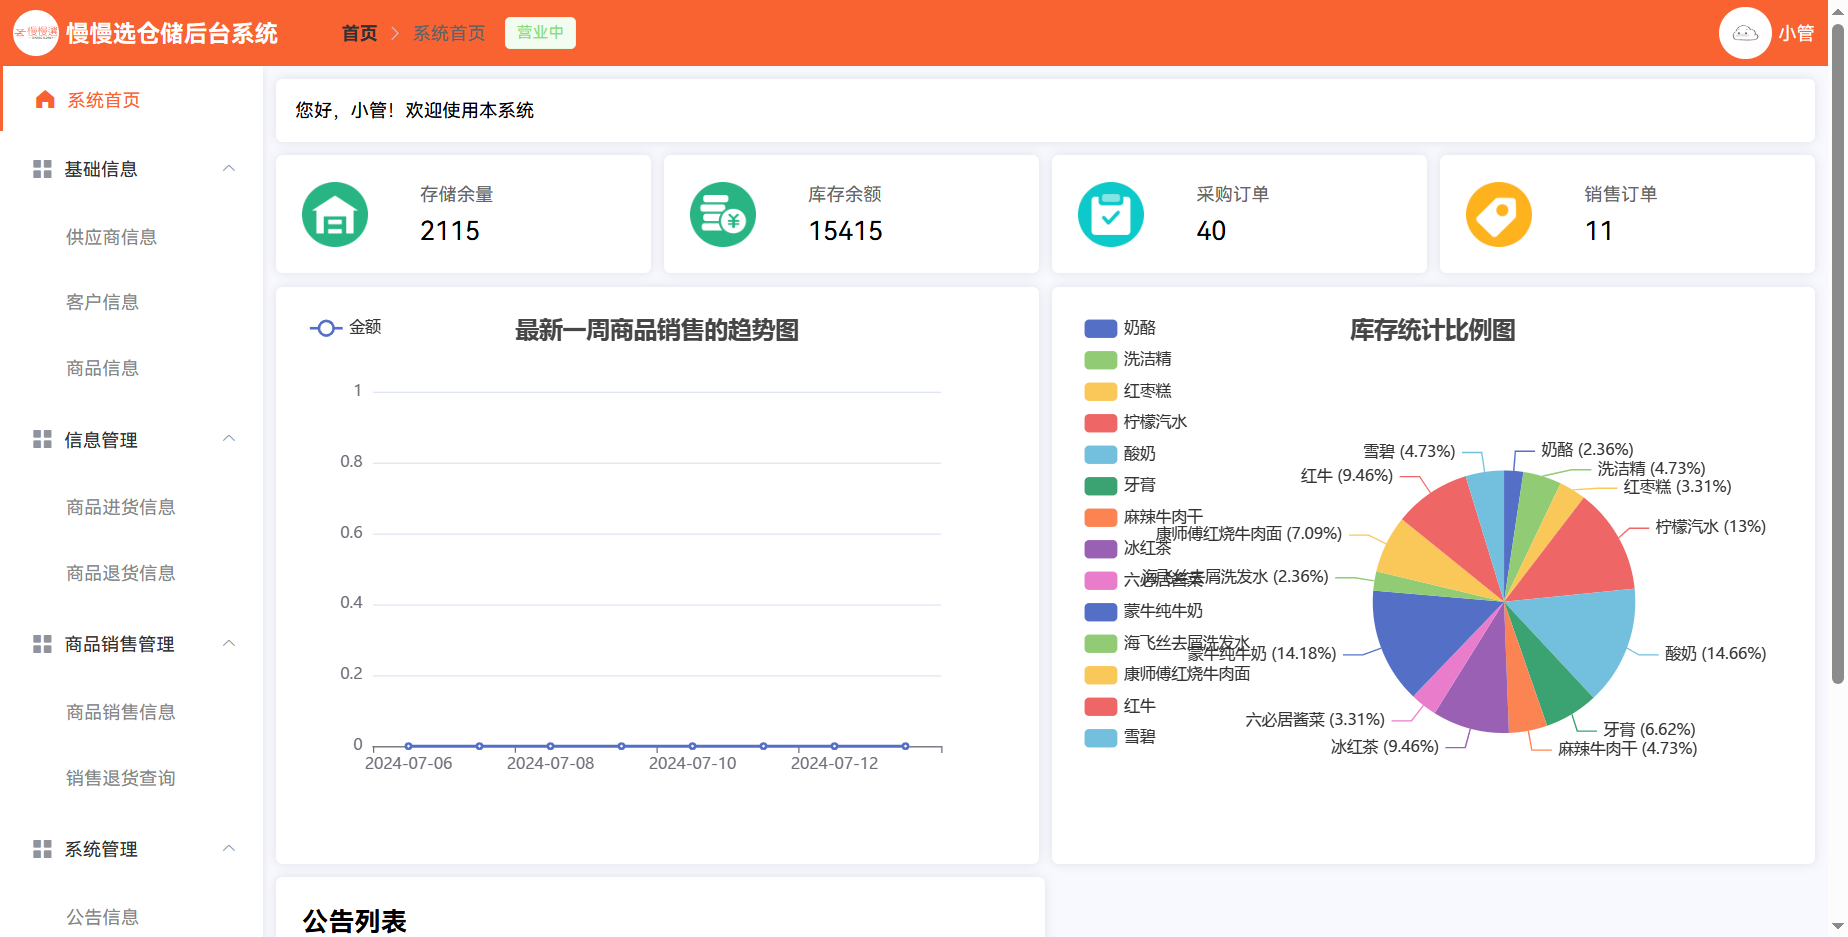 慢慢选仓储后台系统
首页
系统首页
营业中
小管
系统首页
基础信息
供应商信息
客户信息
商品信息
信息管理
商品进货信息
商品退货信息
商品销售管理
商品销售信息
销售退货查询
系统管理
公告信息
您好，小管！欢迎使用本系统
存储余量
2115
库存余额
15415
采购订单
40
销售订单
11
金额
最新一周商品销售的趋势图
1
0.8
0.6
0.4
0.2
0
2024-07-06
2024-07-08
2024-07-10
2024-07-12
库存统计比例图
奶酪
洗洁精
红枣糕
柠檬汽水
酸奶
牙膏
麻辣牛肉干
冰红茶
六必居酱菜
蒙牛纯牛奶
海飞丝去屑洗发水
康师傅红烧牛肉面
红牛
雪碧
奶酪 (2.36%)
洗洁精 (4.73%)
红枣糕 (3.31%)
柠檬汽水 (13%)
酸奶 (14.66%)
牙膏 (6.62%)
麻辣牛肉干 (4.73%)
冰红茶 (9.46%)
六必居酱菜 (3.31%)
蒙牛纯牛奶 (14.18%)
海飞丝去屑洗发水 (2.36%)
康师傅红烧牛肉面 (7.09%)
红牛 (9.46%)
雪碧 (4.73%)
公告列表